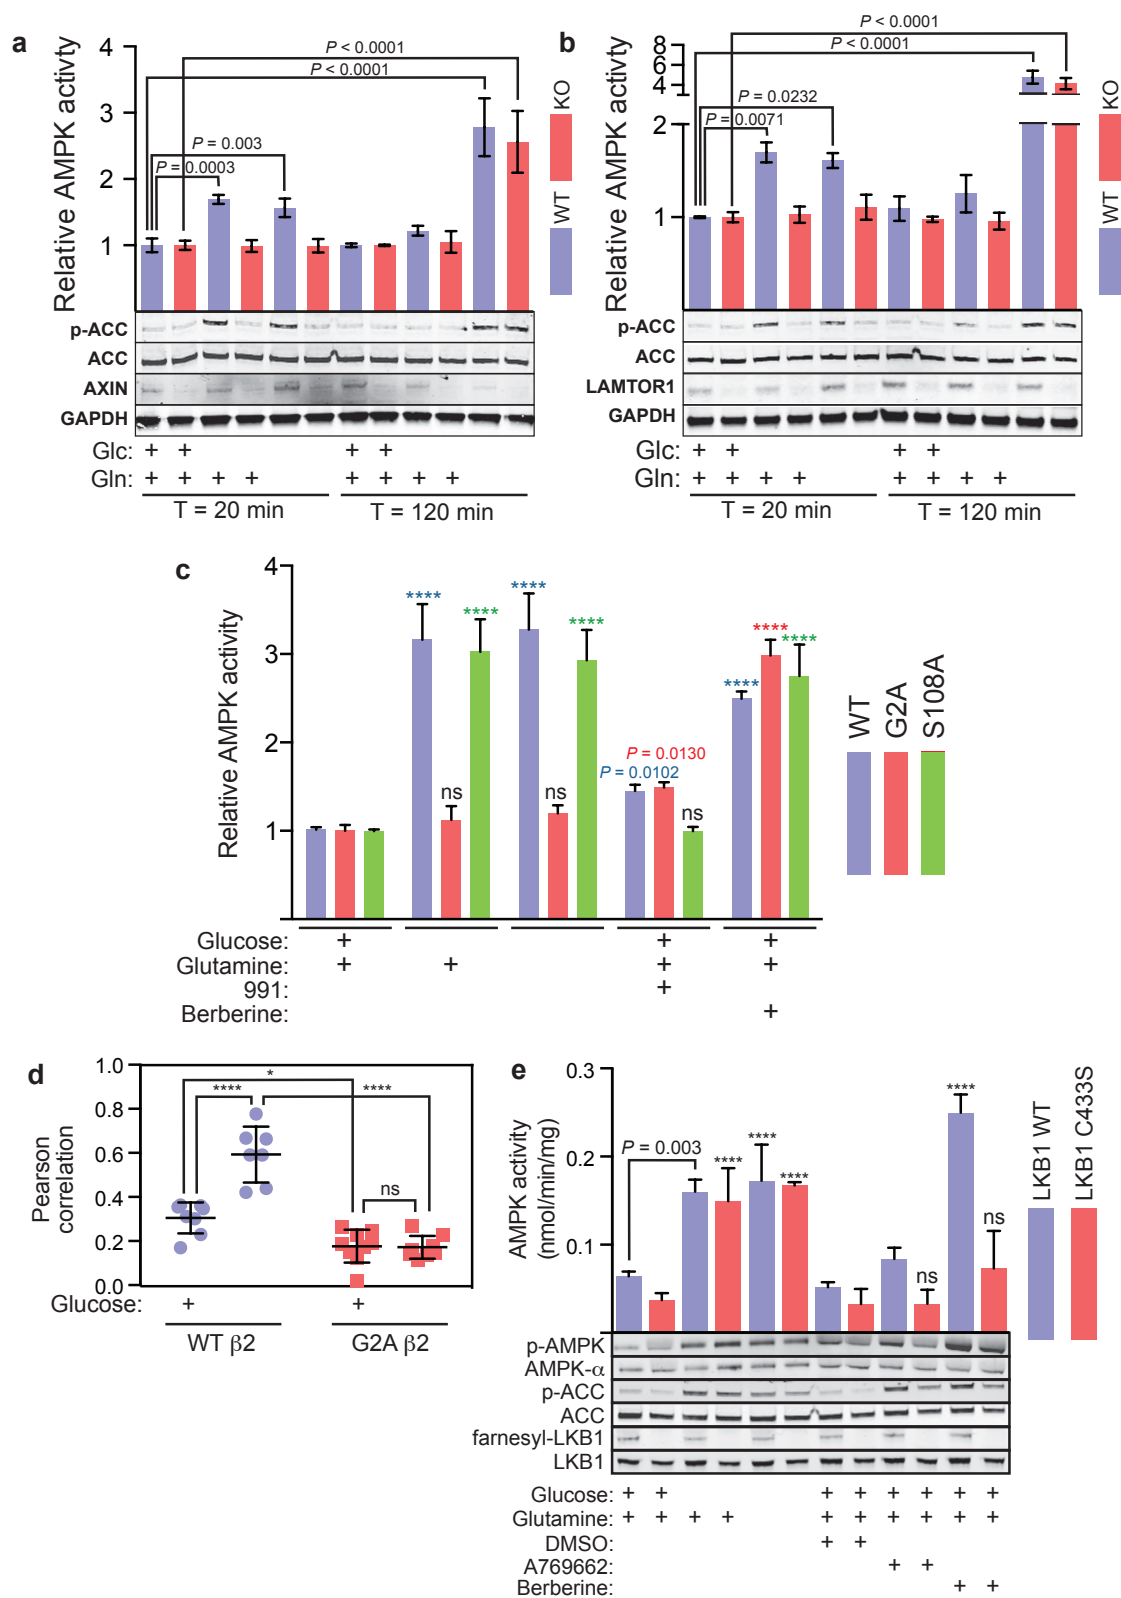 a
Relative AMPK activty
4
3
2
1
P < 0.0001
P < 0.0001
P = 0.003
P = 0.0003
KO
WT
p-ACC
ACC
AXIN
GAPDH
Glc: + + + +
Gln: + + + + + + + +
T = 20 min T = 120 min
b
Relative AMPK activity
8
6
4
2
1
P < 0.0001
P < 0.0001
P = 0.0232
P = 0.0071
KO
WT
p-ACC
ACC
LAMTOR1
GAPDH
Glc: + + + +
Gln: + + + + + + + +
T = 20 min T = 120 min
c
Relative AMPK activity
4
3
2
1
**** **** **** **** **** ****
****
P = 0.0130
P = 0.0102
ns ns ns
WT
G2A
S108A
Glucose: + + +
Glutamine: + + + +
991: +
Berberine: +
d
Pearson
correlation
1.0
0.8
0.6
0.4
0.2
0.0
*
**** ****
ns
Glucose: + +
WT β2 G2A β2
e
AMPK activity
(nmol/min/mg)
0.3
0.2
0.1
P = 0.003
**** **** **** ****
ns ns
LKB1 WT
LKB1 C433S
p-AMPK
AMPK-α
p-ACC
ACC
farnesyl-LKB1
LKB1
Glucose: + + + + + + + +
Glutamine: + + + + + + + + + +
DMSO: + +
A769662: + +
Berberine: + +